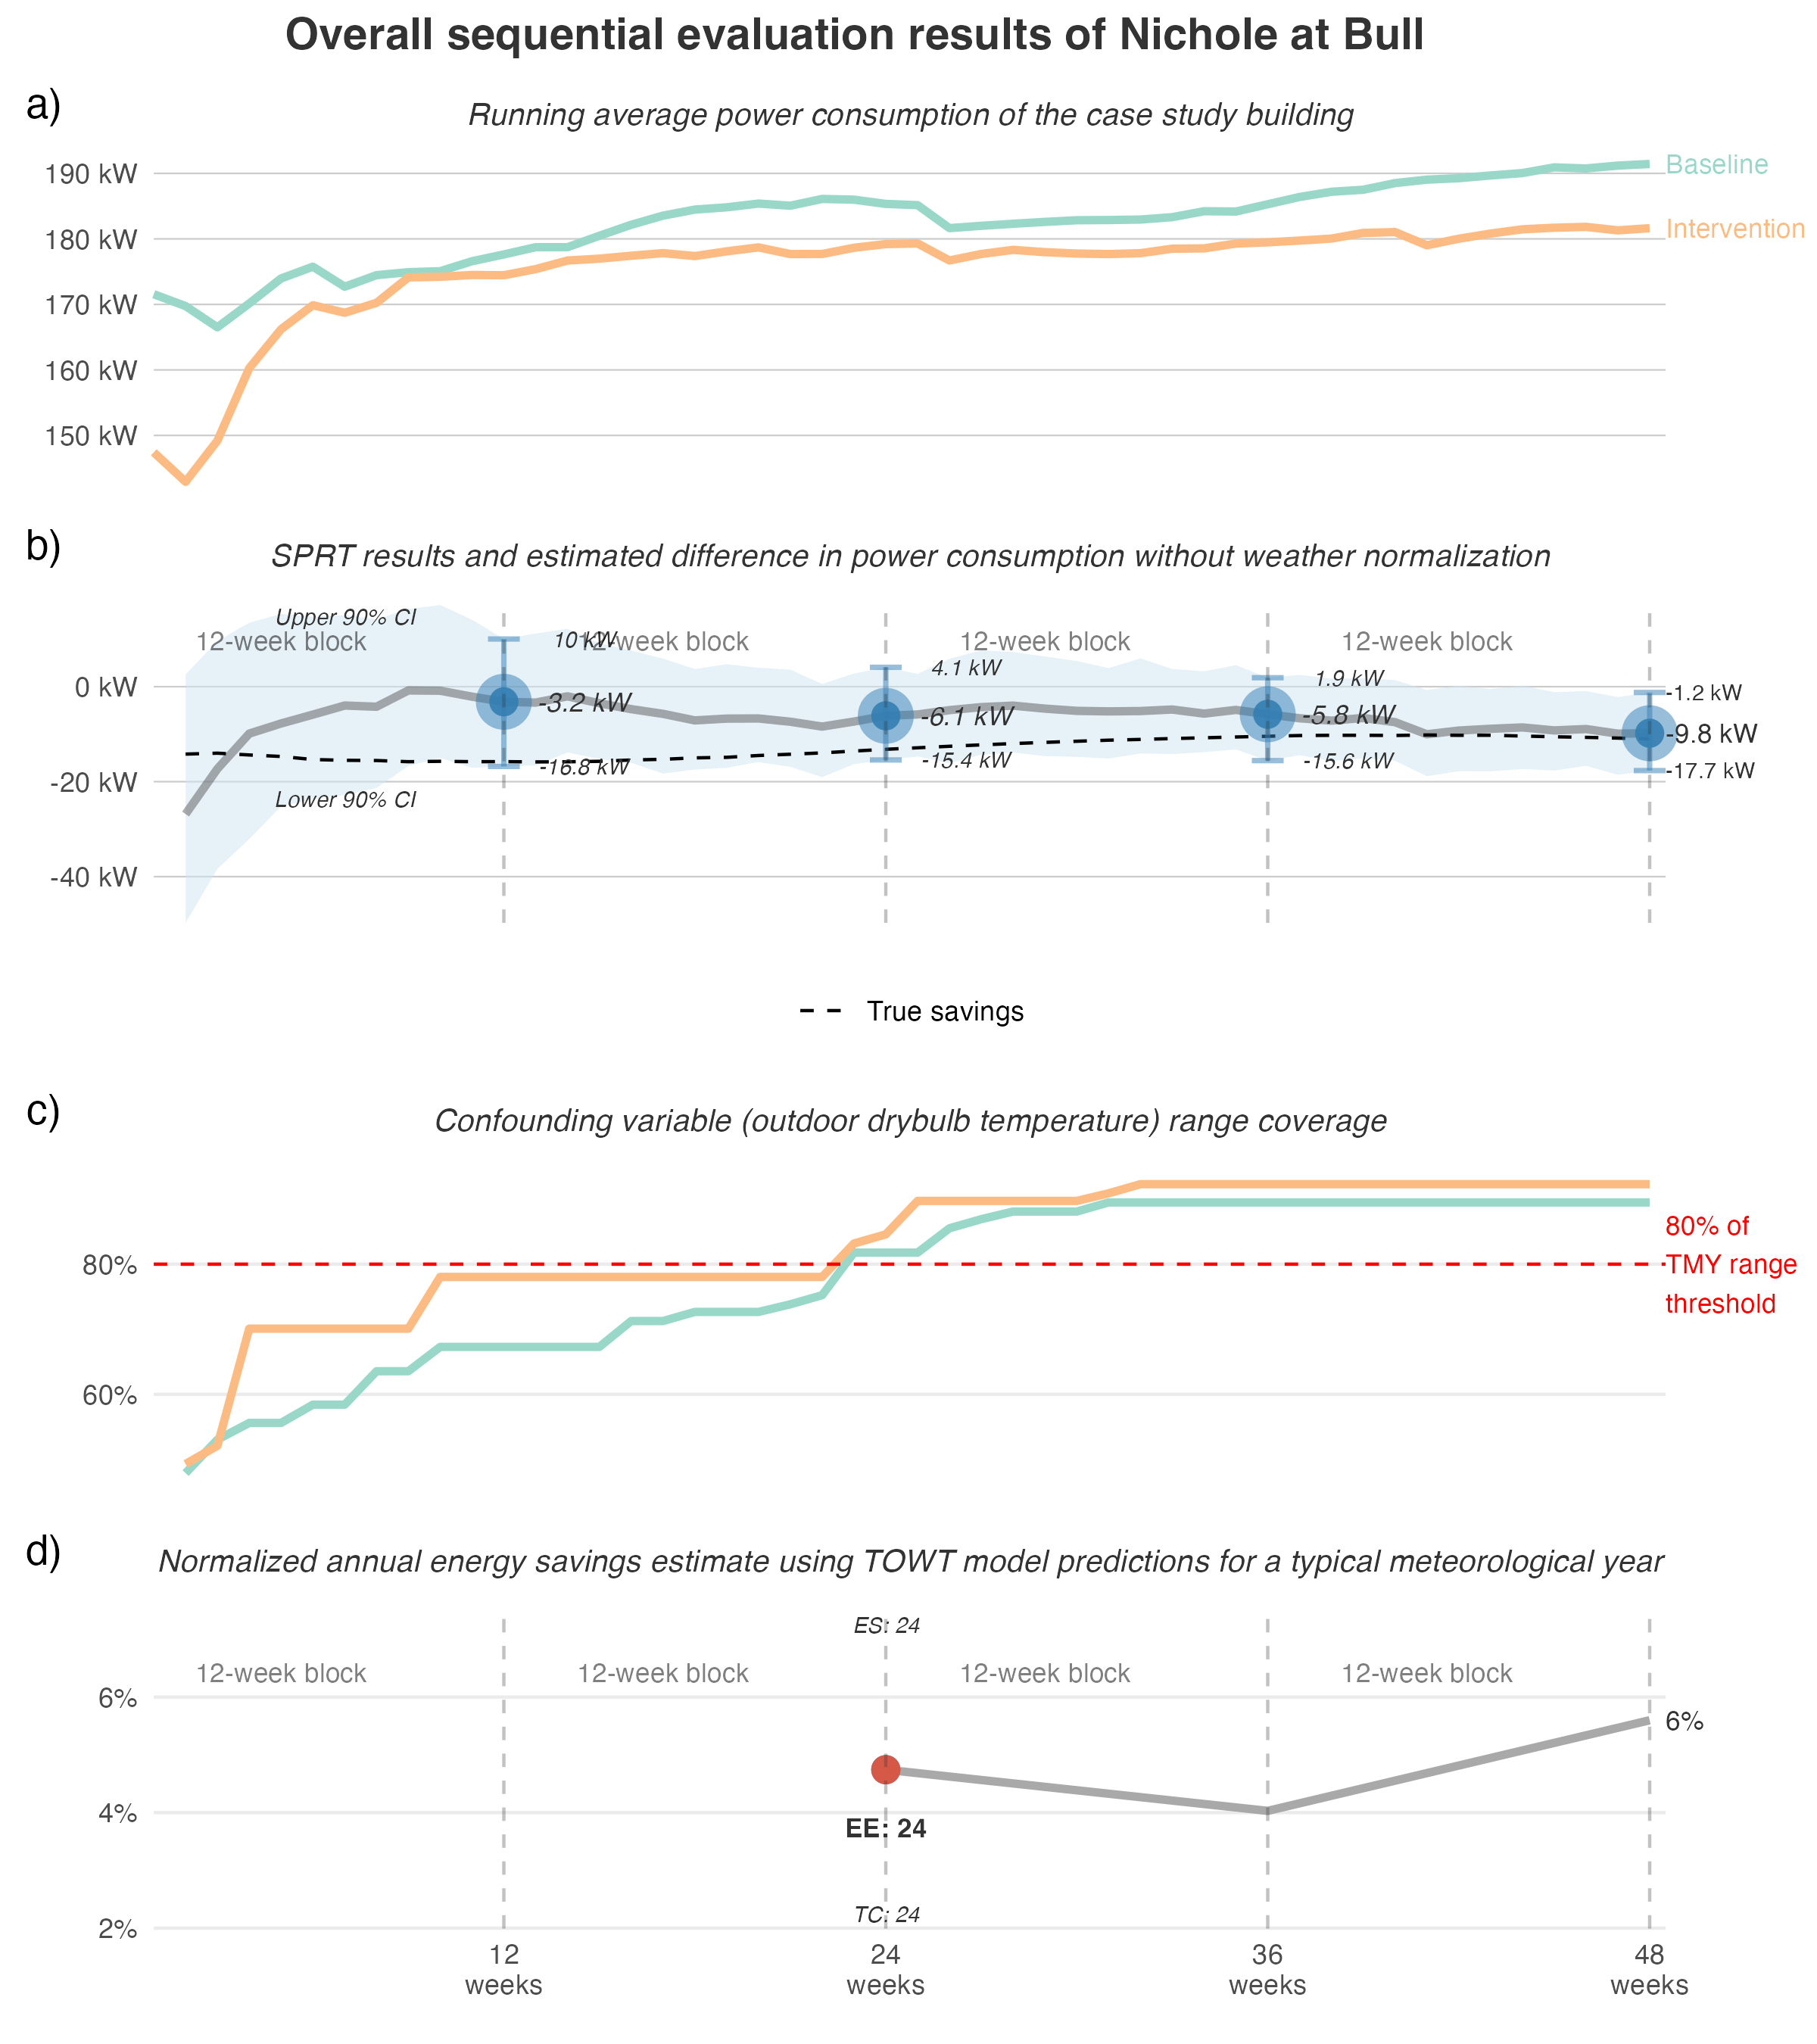 Overall sequential evaluation results of Nichole at Bull
a)
Running average power consumption of the case study building
190 kW
180 kW
170 kW
160 kW
150 kW
Baseline
Intervention
b)
SPRT results and estimated difference in power consumption without weather normalization
Upper 90% CI
12-week block
12-week block
12-week block
12-week block
10 kW
4.1 kW
1.9 kW
-1.2 kW
0 kW
-3.2 kW
-6.1 kW
-5.8 kW
-9.8 kW
-16.8 kW
-15.4 kW
-15.6 kW
-17.7 kW
-20 kW
Lower 90% CI
-40 kW
True savings
c)
Confounding variable (outdoor drybulb temperature) range coverage
80%
60%
80% of
TMY range
threshold
d)
Normalized annual energy savings estimate using TOWT model predictions for a typical meteorological year
ES: 24
12-week block
12-week block
12-week block
12-week block
6%
6%
4%
EE: 24
TC: 24
2%
12
weeks
24
weeks
36
weeks
48
weeks